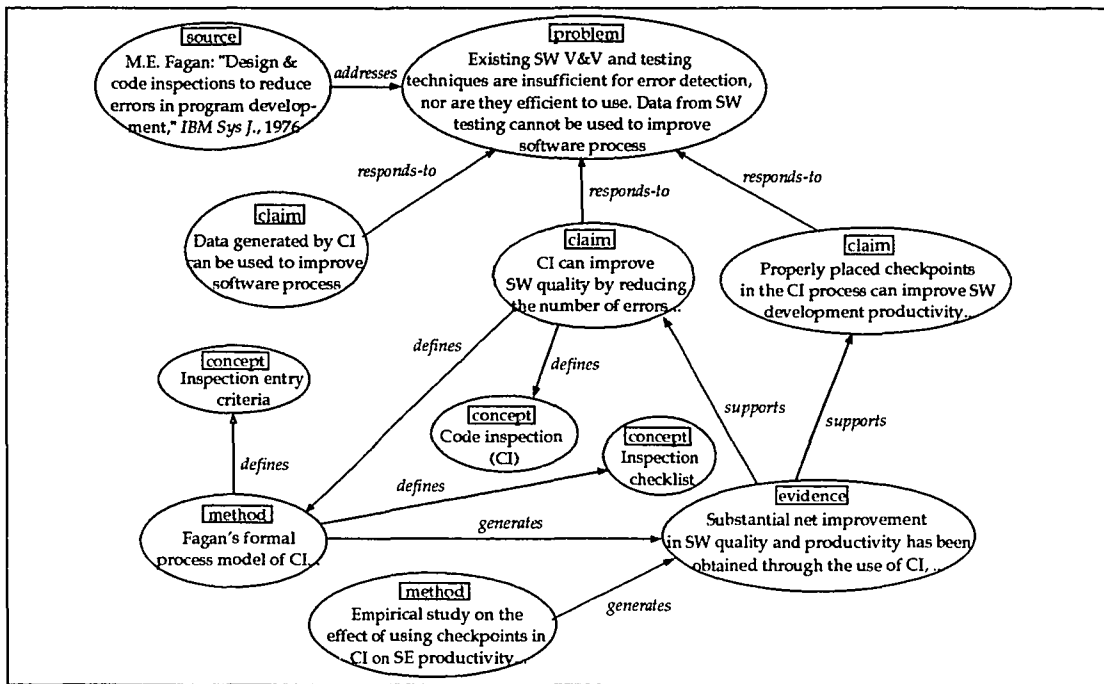 source
M.E. Fagan: "Design &
code inspections to reduce
errors in program develop-
ment," IBM Sys J., 1976
addresses
problem
Existing SW V&V and testing
techniques are insufficient for error detection,
nor are they efficient to use. Data from SW
testing cannot be used to improve
software process
responds-to
responds-to
responds-to
claim
Data generated by CI
can be used to improve
software process
claim
CI can improve
SW quality by reducing
the number of errors...
claim
Properly placed checkpoints
in the CI process can improve SW
development productivity...
defines
defines
supports
supports
concept
Inspection entry
criteria
concept
Code inspection
(CI)
concept
Inspection
checklist
defines
defines
method
Fagan's formal
process model of CI...
generates
evidence
Substantial net improvement
in SW quality and productivity has been
obtained through the use of CI, ...
method
Empirical study on the
effect of using checkpoints in
CI on SE productivity...
generates